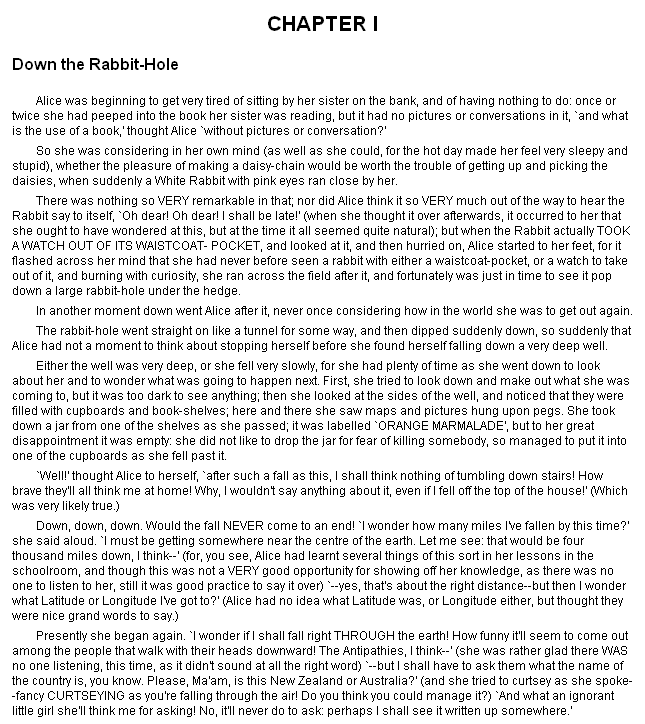 CHAPTER I
Down the Rabbit-Hole
Alice was beginning to get very tired of sitting by her sister on the bank, and of having nothing to do: once or
twice she had peeped into the book her sister was reading, but it had no pictures or conversations in it, `and what
is the use of a book,' thought Alice `without pictures or conversation?'
So she was considering in her own mind (as well as she could, for the hot day made her feel very sleepy and
stupid), whether the pleasure of making a daisy-chain would be worth the trouble of getting up and picking the
daisies, when suddenly a White Rabbit with pink eyes ran close by her.
There was nothing so VERY remarkable in that; nor did Alice think it so VERY much out of the way to hear the
Rabbit say to itself, `Oh dear! Oh dear! I shall be late!' (when she thought it over afterwards, it occurred to her that
she ought to have wondered at this, but at the time it all seemed quite natural); but when the Rabbit actually TOOK
A WATCH OUT OF ITS WAISTCOAT- POCKET, and looked at it, and then hurried on, Alice started to her feet, for it
flashed across her mind that she had never before seen a rabbit with either a waistcoat-pocket, or a watch to take
out of it, and burning with curiosity, she ran across the field after it, and fortunately was just in time to see it pop
down a large rabbit-hole under the hedge.
In another moment down went Alice after it, never once considering how in the world she was to get out again.
The rabbit-hole went straight on like a tunnel for some way, and then dipped suddenly down, so suddenly that
Alice had not a moment to think about stopping herself before she found herself falling down a very deep well.
Either the well was very deep, or she fell very slowly, for she had plenty of time as she went down to look
about her and to wonder what was going to happen next. First, she tried to look down and make out what she was
coming to, but it was too dark to see anything; then she looked at the sides of the well, and noticed that they were
filled with cupboards and book-shelves; here and there she saw maps and pictures hung upon pegs. She took
down a jar from one of the shelves as she passed; it was labelled `ORANGE MARMALADE', but to her great
disappointment it was empty: she did not like to drop the jar for fear of killing somebody, so managed to put it into
one of the cupboards as she fell past it.
`Well!' thought Alice to herself, `after such a fall as this, I shall think nothing of tumbling down stairs! How
brave they'll all think me at home! Why, I wouldn't say anything about it, even if I fell off the top of the house!' (Which
was very likely true.)
Down, down, down. Would the fall NEVER come to an end! `I wonder how many miles I've fallen by this time?'
she said aloud. `I must be getting somewhere near the centre of the earth. Let me see: that would be four
thousand miles down, I think--' (for, you see, Alice had learnt several things of this sort in her lessons in the
schoolroom, and though this was not a VERY good opportunity for showing off her knowledge, as there was no
one to listen to her, still it was good practice to say it over) `--yes, that's about the right distance--but then I wonder
what Latitude or Longitude I've got to?' (Alice had no idea what Latitude was, or Longitude either, but thought they
were nice grand words to say.)
Presently she began again. `I wonder if I shall fall right THROUGH the earth! How funny it'll seem to come out
among the people that walk with their heads downward! The Antipathies, I think--' (she was rather glad there WAS
no one listening, this time, as it didn't sound at all the right word) `--but I shall have to ask them what the name of
the country is, you know. Please, Ma'am, is this New Zealand or Australia?' (and she tried to curtsey as she spoke-
-fancy CURTSEYING as you're falling through the air! Do you think you could manage it?) `And what an ignorant
little girl she'll think me for asking! No, it'll never do to ask: perhaps I shall see it written up somewhere.'